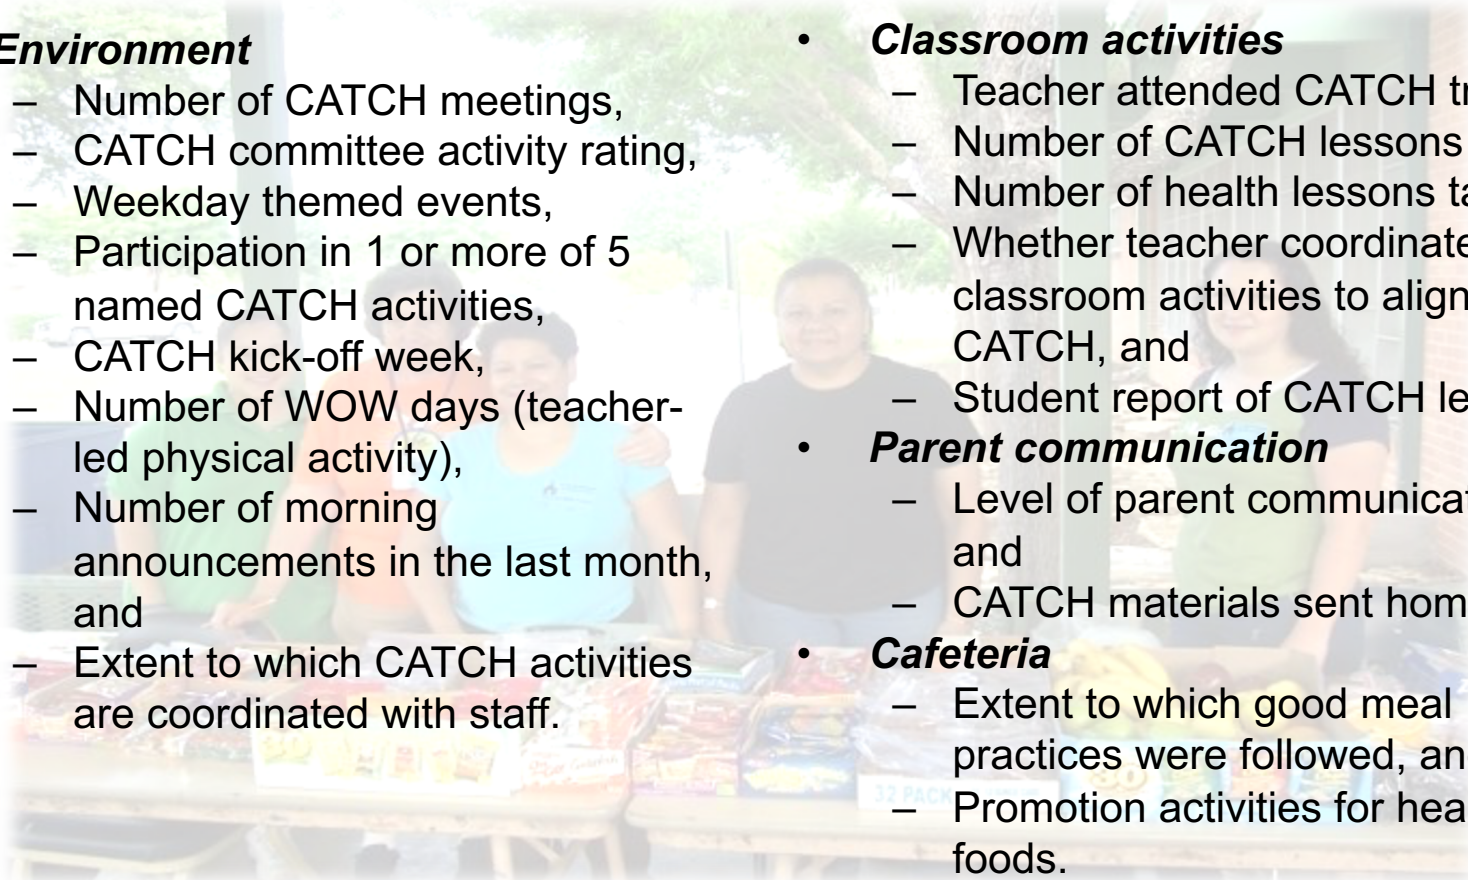 Environment
– Number of CATCH meetings,
– CATCH committee activity rating,
– Weekday themed events,
– Participation in 1 or more of 5
named CATCH activities,
– CATCH kick-off week,
– Number of WOW days (teacher-
led physical activity),
– Number of morning
announcements in the last month,
and
– Extent to which CATCH activities
are coordinated with staff.
• Classroom activities
– Teacher attended CATCH
– Number of CATCH lessons
– Number of health lessons
– Whether teacher
classroom activities to align
CATCH, and
– Student report of CATCH
• Parent communication
– Level of parent
and
– CATCH materials sent
• Cafeteria
– Extent to which good meal
practices were followed,
– Promotion activities for
foods.
32 PACK